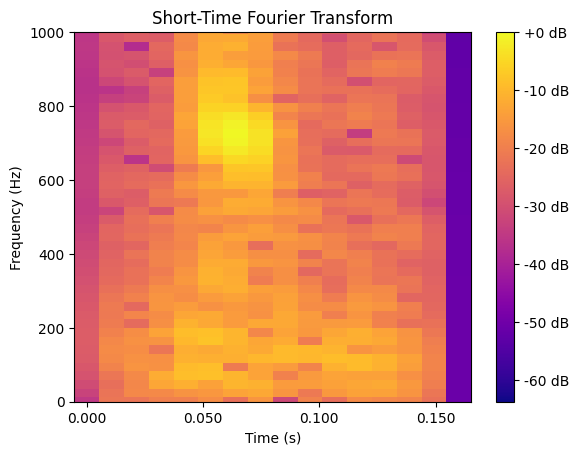 Short-Time Fourier Transform
1000
800
600
400
200
0
Frequency (Hz)
0.000
0.050
0.100
0.150
Time (s)
+0 dB
-10 dB
-20 dB
-30 dB
-40 dB
-50 dB
-60 dB